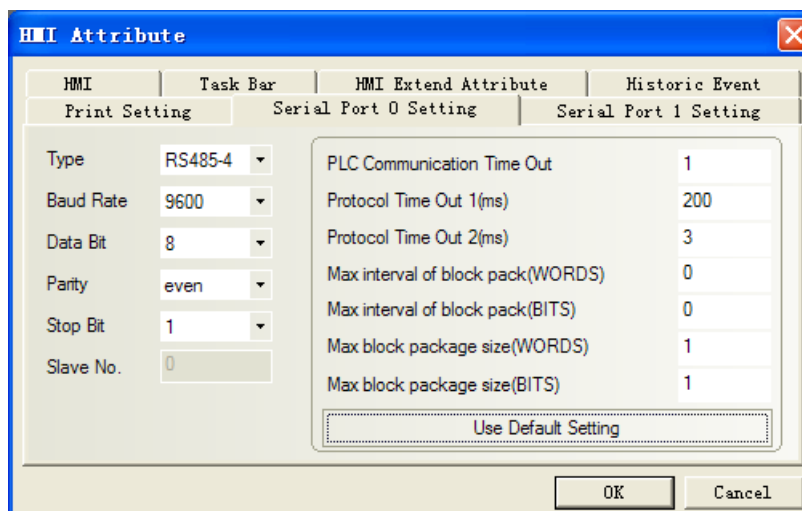 HMI Attribute
HMI Task Bar HMI Extend Attribute Historic Event
Print Setting Serial Port 0 Setting Serial Port 1 Setting
Type RS485-4
Baud Rate 9600
Data Bit 8
Parity even
Stop Bit 1
Slave No. 0
PLC Communication Time Out 1
Protocol Time Out 1(ms) 200
Protocol Time Out 2(ms) 3
Max interval of block pack(WORDS) 0
Max interval of block pack(BITS) 0
Max block package size(WORDS) 1
Max block package size(BITS) 1
Use Default Setting
OK Cancel